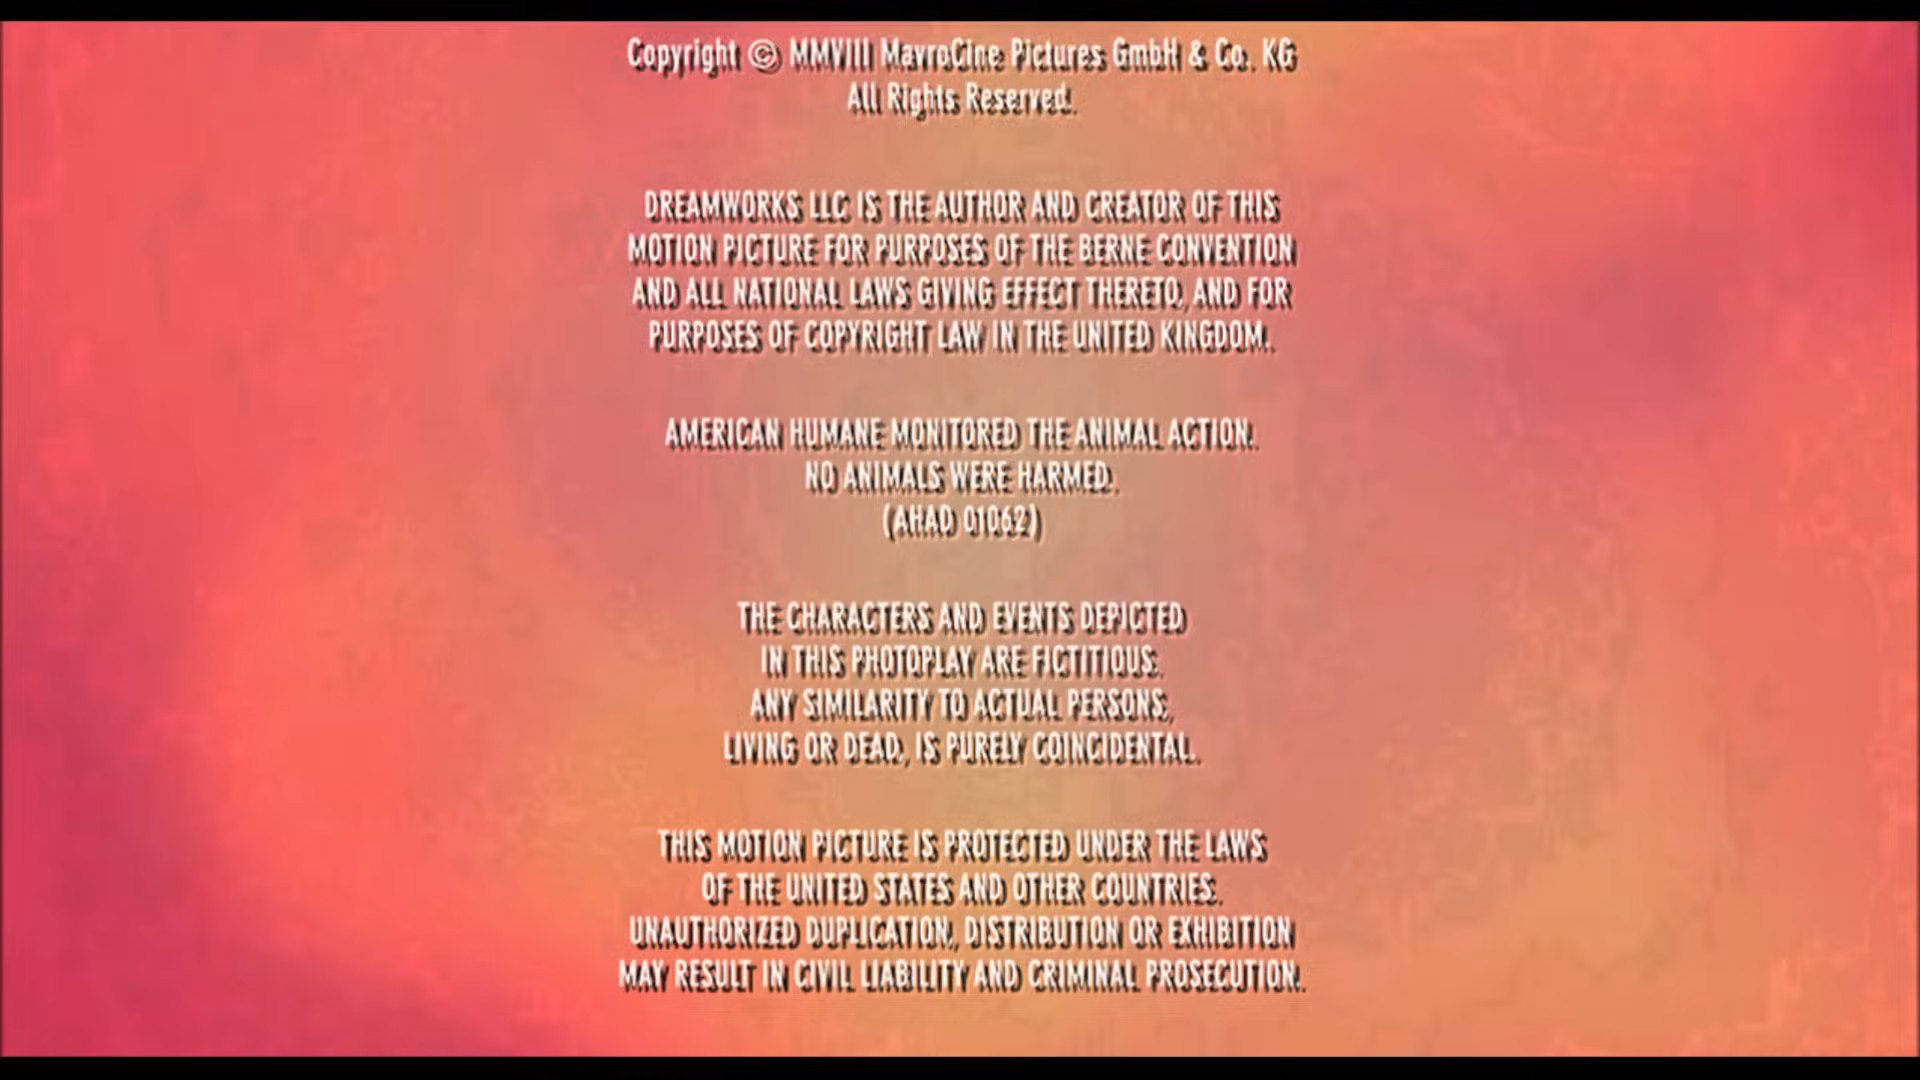 Copyright © MMVIII MavroCine Pictures GmbH & Co. KG
All Rights Reserved.
DREAMWORKS LLC IS THE AUTHOR AND CREATOR OF THIS
MOTION PICTURE FOR PURPOSES OF THE BERNE CONVENTION
AND ALL NATIONAL LAWS GIVING EFFECT THERETO, AND FOR
PURPOSES OF COPYRIGHT LAW IN THE UNITED KINGDOM.
AMERICAN HUMANE MONITORED THE ANIMAL ACTION.
NO ANIMALS WERE HARMED.
(AHAD 01062)
THE CHARACTERS AND EVENTS DEPICTED
IN THIS PHOTOPLAY ARE FICTITIOUS.
ANY SIMILARITY TO ACTUAL PERSONS,
LIVING OR DEAD, IS PURELY COINCIDENTAL.
THIS MOTION PICTURE IS PROTECTED UNDER THE LAWS
OF THE UNITED STATES AND OTHER COUNTRIES.
UNAUTHORIZED DUPLICATION, DISTRIBUTION OR EXHIBITION
MAY RESULT IN CIVIL LIABILITY AND CRIMINAL PROSECUTION.